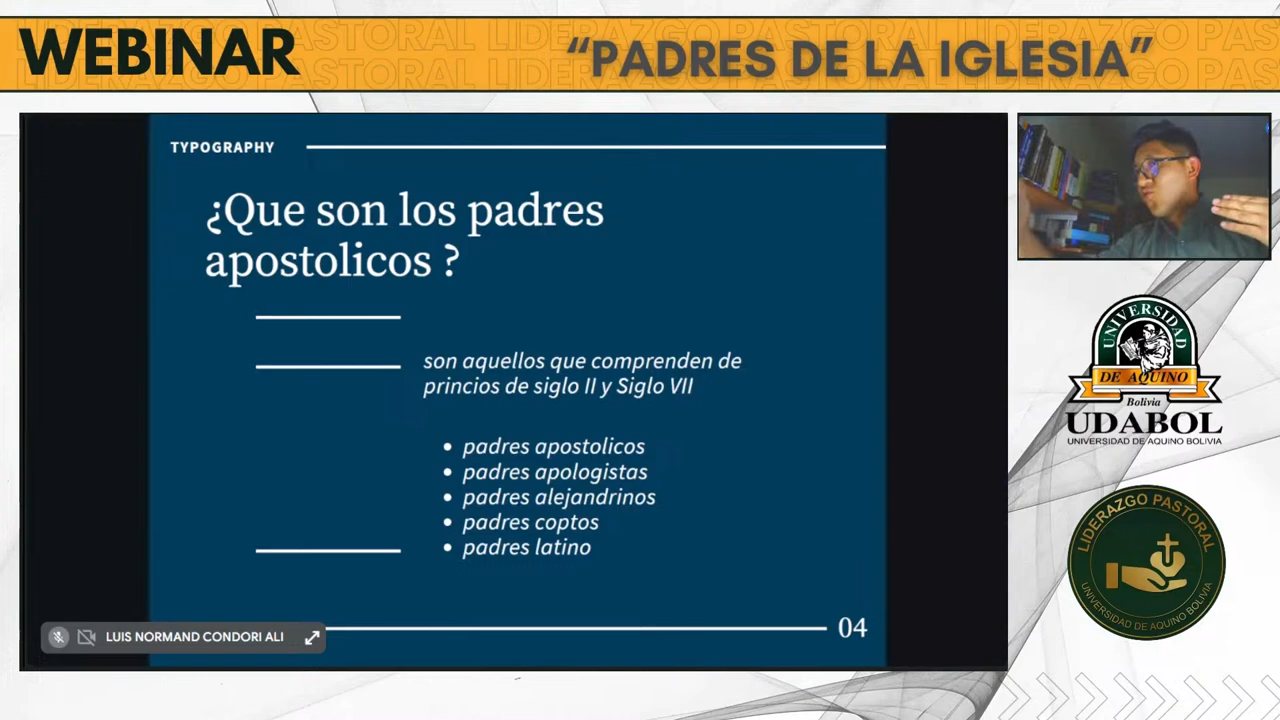 WEBINAR
“PADRES DE LA IGLESIA”
TYPOGRAPHY
¿Que son los padres
apostolicos ?
son aquellos que comprenden de
princios de siglo II y Siglo VII
• padres apostolicos
• padres apologistas
• padres alejandrinos
• padres coptos
• padres latino
LUIS NORMAND CONDORI ALI
04
UNIVERSIDAD
DE AQUINO
Bolivia
UDABOL
UNIVERSIDAD DE AQUINO BOLIVIA
LIDERAZGO PASTORAL
UNIVERSIDAD DE AQUINO BOLIVIA